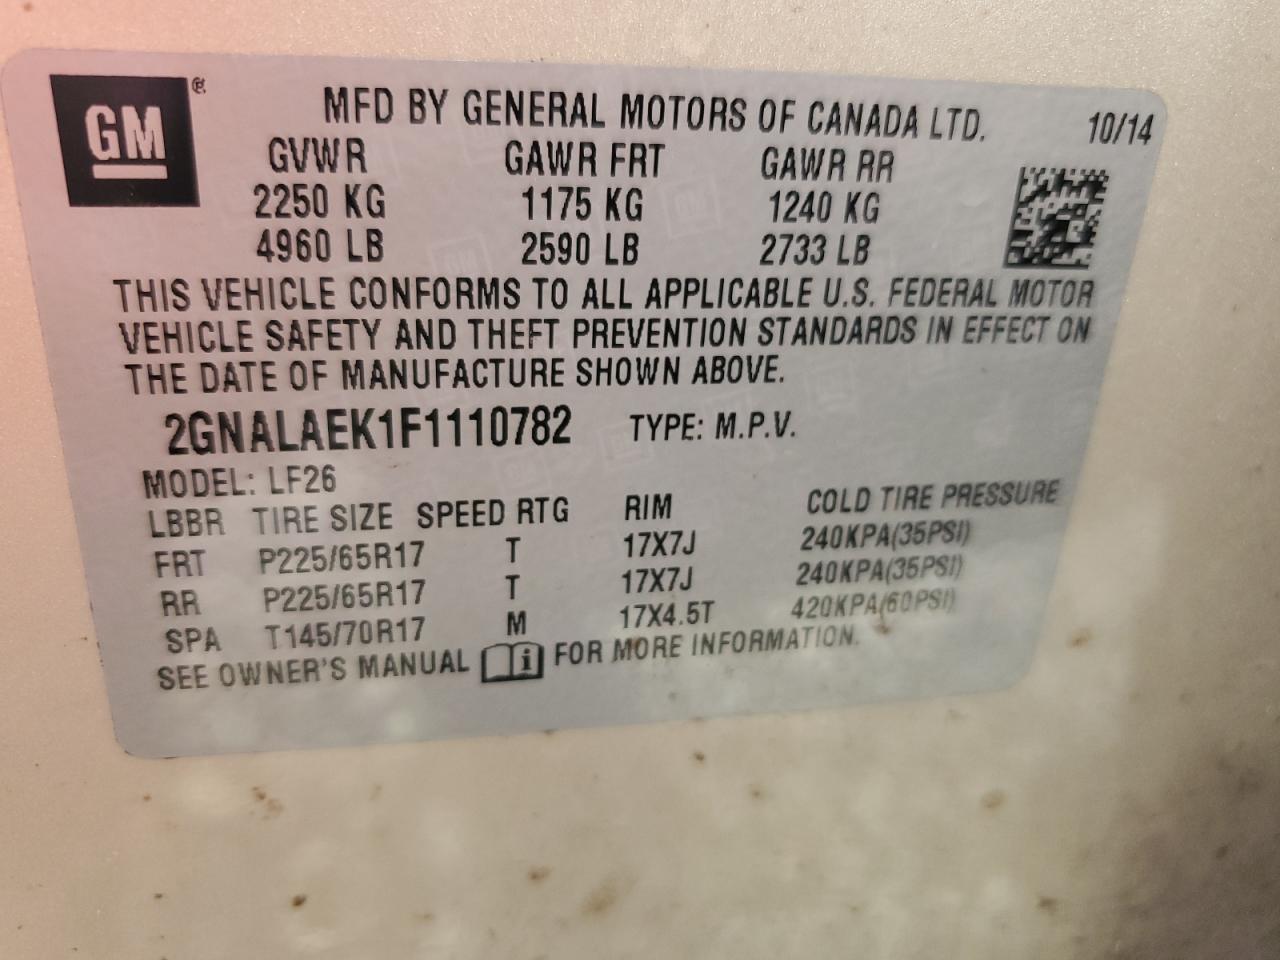 GM®
MFD BY GENERAL MOTORS OF CANADA LTD. 10/14
GVWR GAWR FRT GAWR RR
2250 KG 1175 KG 1240 KG
4960 LB 2590 LB 2733 LB
THIS VEHICLE CONFORMS TO ALL APPLICABLE U.S. FEDERAL MOTOR
VEHICLE SAFETY AND THEFT PREVENTION STANDARDS IN EFFECT ON
THE DATE OF MANUFACTURE SHOWN ABOVE.
2GNALAEK1F1110782 TYPE: M.P.V.
MODEL: LF26
LBBR TIRE SIZE SPEED RTG RIM COLD TIRE PRESSURE
FRT P225/65R17 T 17X7J 240KPA(35PSI)
RR P225/65R17 T 17X7J 240KPA(35PSI)
SPA T145/70R17 M 17X4.5T 420KPA(60PSI)
SEE OWNER'S MANUAL i FOR MORE INFORMATION.